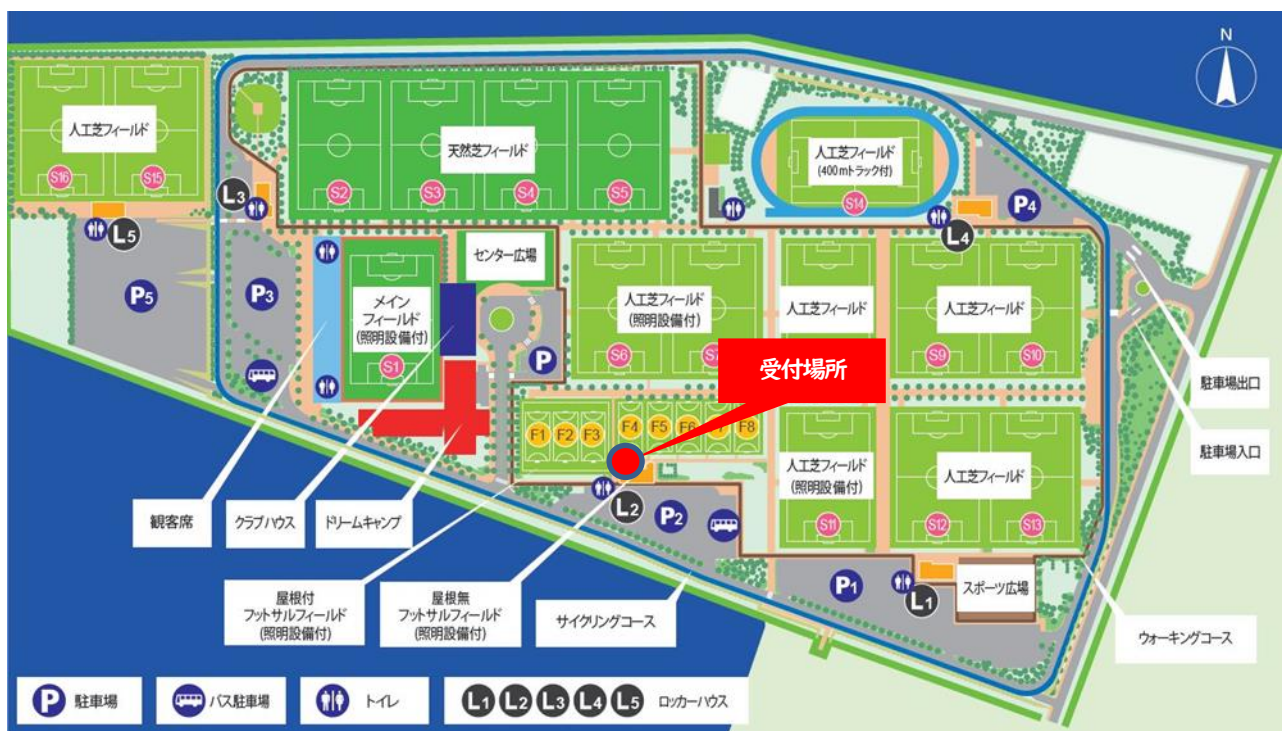 N
人工芝フィールド
S16
S15
L3
L5
P5
P3
天然芝フィールド
S2
S3
S4
S5
人工芝フィールド
(400mトラック付)
S14
P4
L4
センター広場
メイン
フィールド
(照明設備付)
S1
P
人工芝フィールド
(照明設備付)
S6
S7
人工芝フィールド
人工芝フィールド
S9
S10
受付場所
駐車場出口
駐車場入口
F1
F2
F3
F4
F5
F6
F8
人工芝フィールド
(照明設備付)
S11
人工芝フィールド
S12
S13
L2
P2
P1
L1
スポーツ広場
観客席
クラブハウス
ドリームキャンプ
屋根付
フットサルフィールド
(照明設備付)
屋根無
フットサルフィールド
(照明設備付)
サイクリングコース
ウォーキングコース
P 駐車場
バス駐車場
トイレ
L1 L2 L3 L4 L5 ロッカーハウス